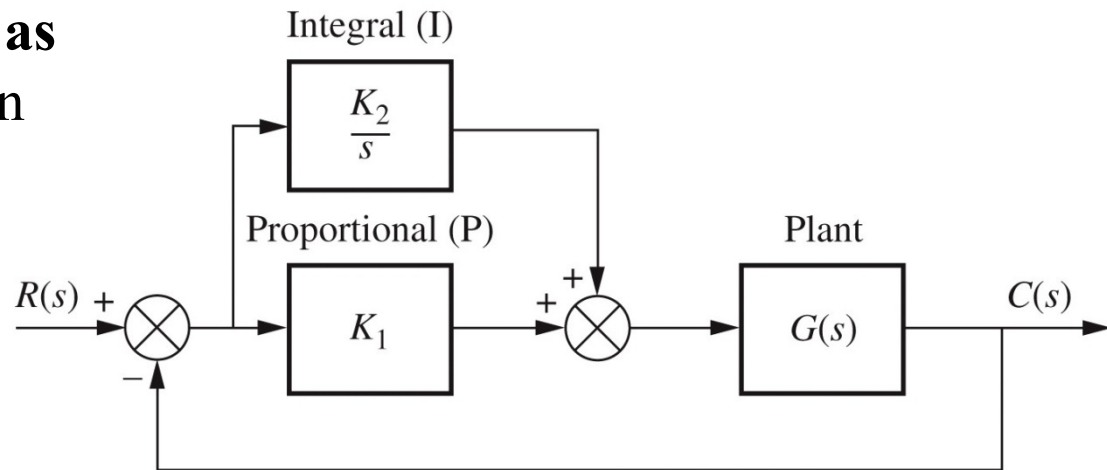 as
n
Integral (I)
K₂
s
Proportional (P)
Plant
R(s) +
+
+
C(s)
K₁
G(s)
−